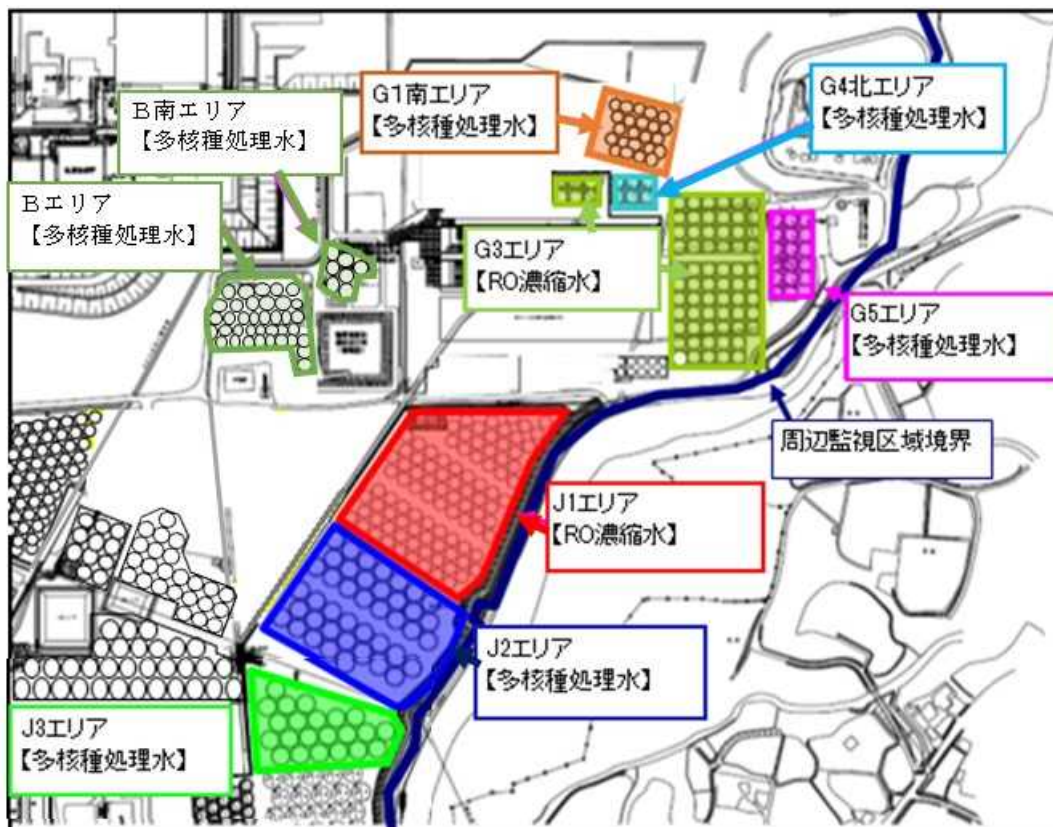 G1南エリア
【多核種処理水】
G4北エリア
【多核種処理水】
B南エリア
【多核種処理水】
Bエリア
【多核種処理水】
G3エリア
【RO濃縮水】
G5エリア
【多核種処理水】
周辺監視区域境界
J1エリア
【RO濃縮水】
J2エリア
【多核種処理水】
J3エリア
【多核種処理水】